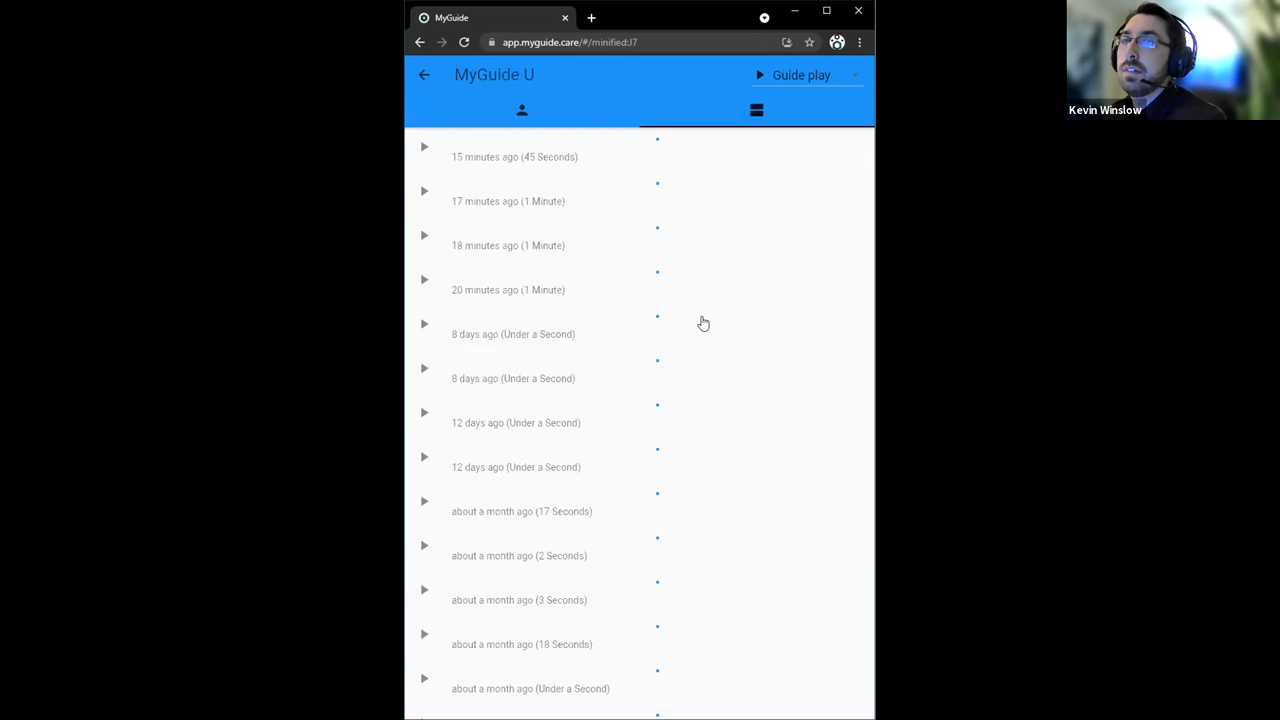 MyGuide
app.myguide.care/#/minified:J7
MyGuide U
Guide play
15 minutes ago (45 Seconds)
17 minutes ago (1 Minute)
18 minutes ago (1 Minute)
20 minutes ago (1 Minute)
8 days ago (Under a Second)
8 days ago (Under a Second)
12 days ago (Under a Second)
12 days ago (Under a Second)
about a month ago (17 Seconds)
about a month ago (2 Seconds)
about a month ago (3 Seconds)
about a month ago (18 Seconds)
about a month ago (Under a Second)
Kevin Winslow